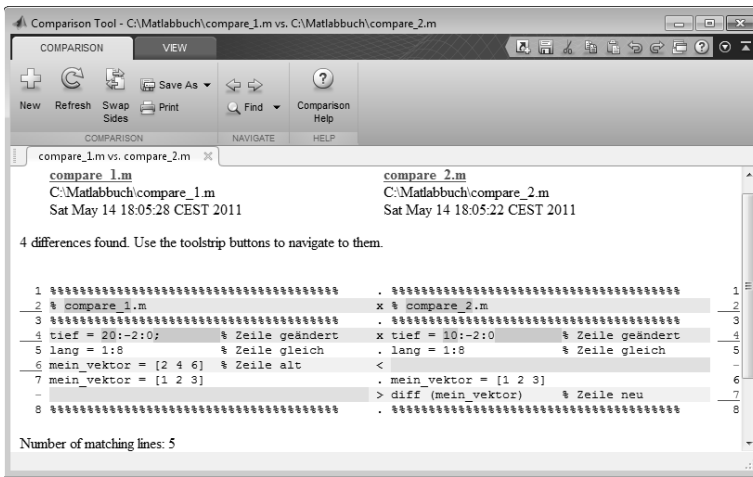 Comparison Tool - C:\Matlabbuch\compare_1.m vs. C:\Matlabbuch\compare_2.m
COMPARISON VIEW
New Refresh Swap Sides Save As Print Find Comparison Help
COMPARISON NAVIGATE HELP
compare_1.m vs. compare_2.m
compare_1.m compare_2.m
C:\Matlabbuch\compare_1.m C:\Matlabbuch\compare_2.m
Sat May 14 18:05:28 CEST 2011 Sat May 14 18:05:22 CEST 2011
4 differences found. Use the toolstrip buttons to navigate to them.
1 %%%%%%%%%%%%%%%%%%%%%%%%%%%%%%%%%%%%%%% . %%%%%%%%%%%%%%%%%%%%%%%%%%%%%%%%%%%%%%% 1
2 % compare_1.m x % compare_2.m 2
3 %%%%%%%%%%%%%%%%%%%%%%%%%%%%%%%%%%%%%%% . %%%%%%%%%%%%%%%%%%%%%%%%%%%%%%%%%%%%%%% 3
4 tief = 20:-2:0; % Zeile geändert x tief = 10:-2:0 % Zeile geändert 4
5 lang = 1:8 % Zeile gleich . lang = 1:8 % Zeile gleich 5
6 mein_vektor = [2 4 6] % Zeile alt < -
7 mein_vektor = [1 2 3] . mein_vektor = [1 2 3] 6
- > diff (mein_vektor) % Zeile neu 7
8 %%%%%%%%%%%%%%%%%%%%%%%%%%%%%%%%%%%%%%% . %%%%%%%%%%%%%%%%%%%%%%%%%%%%%%%%%%%%%%% 8
Number of matching lines: 5